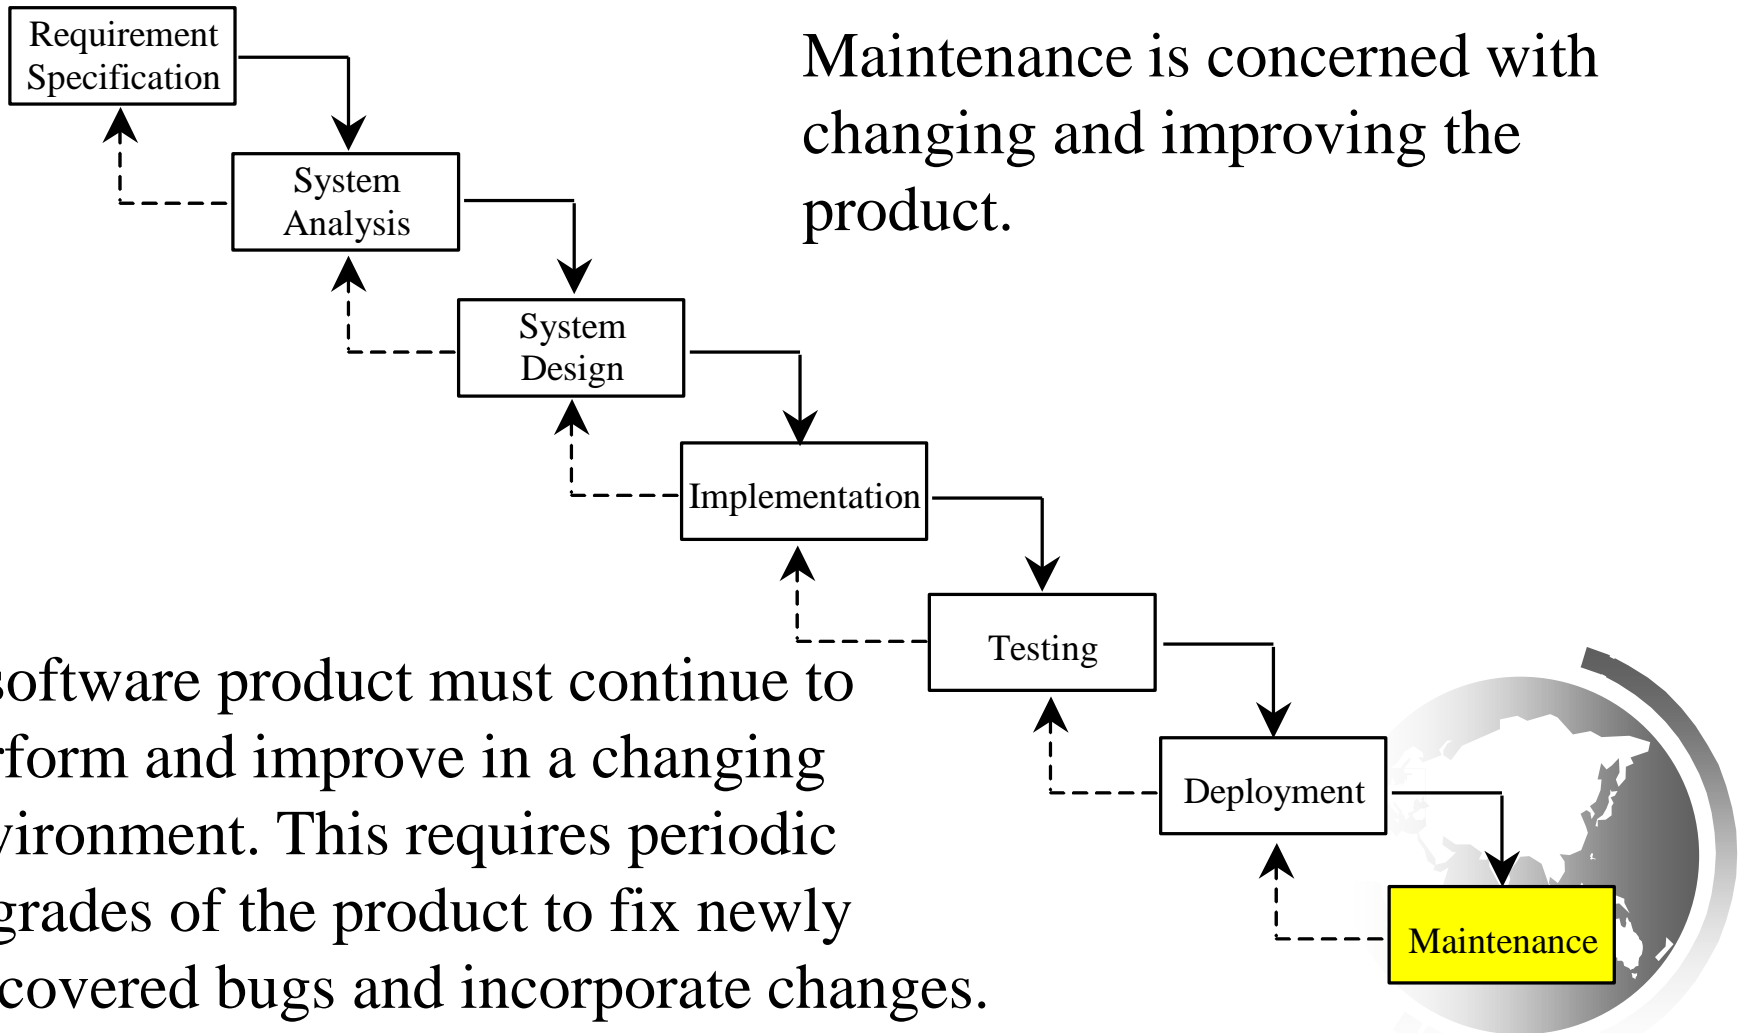 Requirement
Specification
Maintenance is concerned with
changing and improving the
product.
System
Analysis
System
Design
Implementation
Testing
software product must continue to
rform and improve in a changing
vironment. This requires periodic
grades of the product to fix newly
covered bugs and incorporate changes.
Deployment
Maintenance